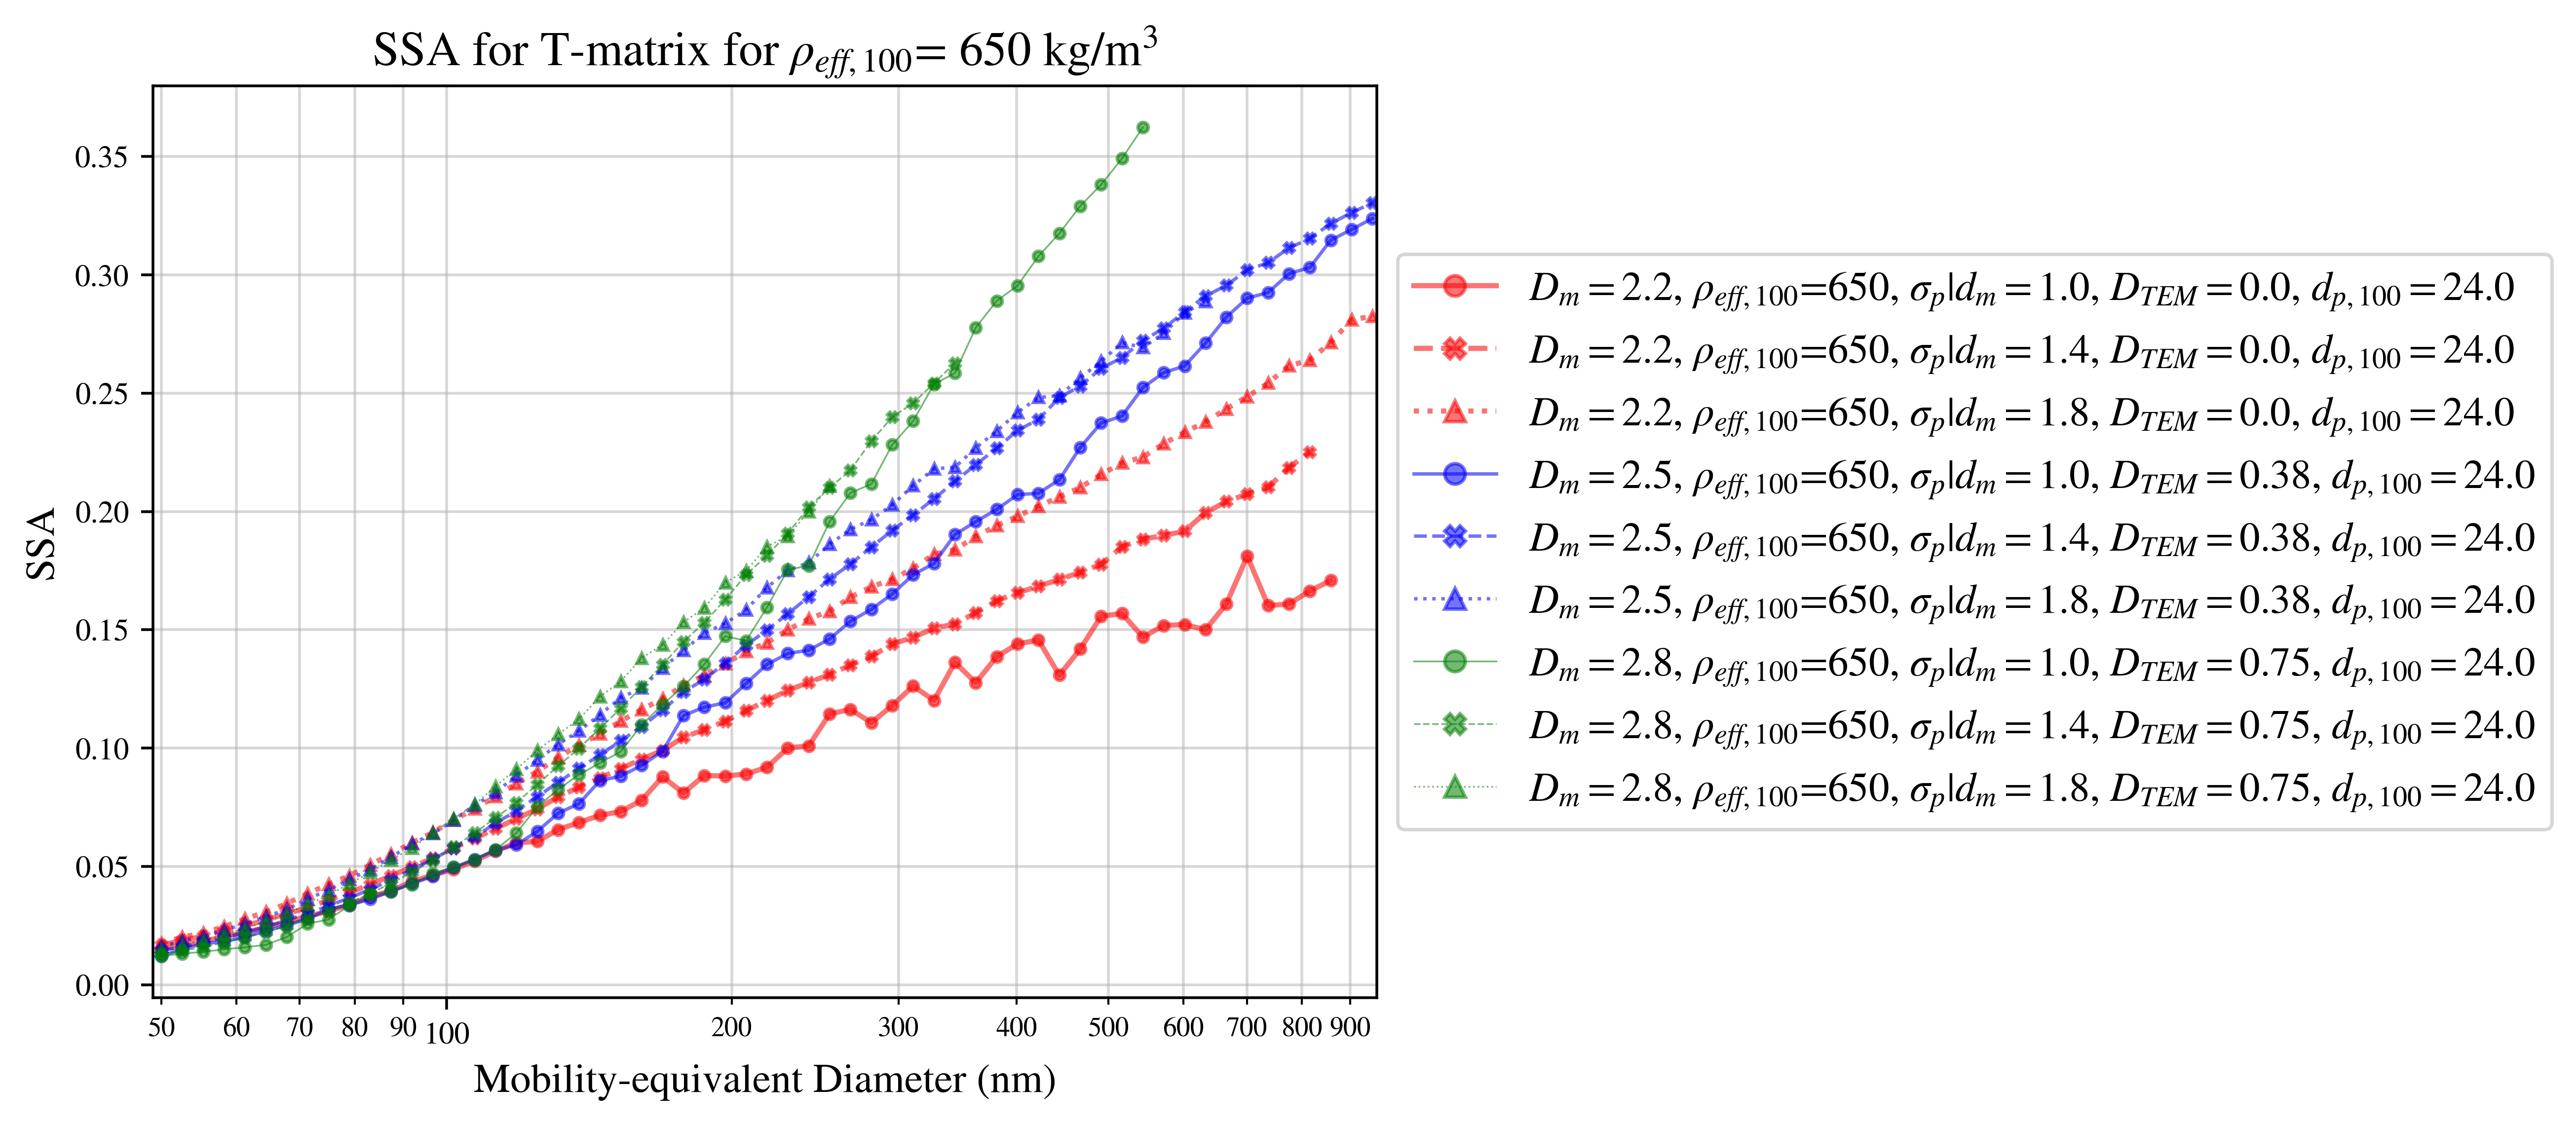 SSA for T-matrix for ρeff,100= 650 kg/m³
SSA
0.35
0.30
0.25
0.20
0.15
0.10
0.05
0.00
50 60 70 80 90 100 200 300 400 500 600 700 800 900
Mobility-equivalent Diameter (nm)
Dm = 2.2, ρeff,100=650, σp|dm = 1.0, DTEM = 0.0, dp,100 = 24.0
Dm = 2.2, ρeff,100=650, σp|dm = 1.4, DTEM = 0.0, dp,100 = 24.0
Dm = 2.2, ρeff,100=650, σp|dm = 1.8, DTEM = 0.0, dp,100 = 24.0
Dm = 2.5, ρeff,100=650, σp|dm = 1.0, DTEM = 0.38, dp,100 = 24.0
Dm = 2.5, ρeff,100=650, σp|dm = 1.4, DTEM = 0.38, dp,100 = 24.0
Dm = 2.5, ρeff,100=650, σp|dm = 1.8, DTEM = 0.38, dp,100 = 24.0
Dm = 2.8, ρeff,100=650, σp|dm = 1.0, DTEM = 0.75, dp,100 = 24.0
Dm = 2.8, ρeff,100=650, σp|dm = 1.4, DTEM = 0.75, dp,100 = 24.0
Dm = 2.8, ρeff,100=650, σp|dm = 1.8, DTEM = 0.75, dp,100 = 24.0